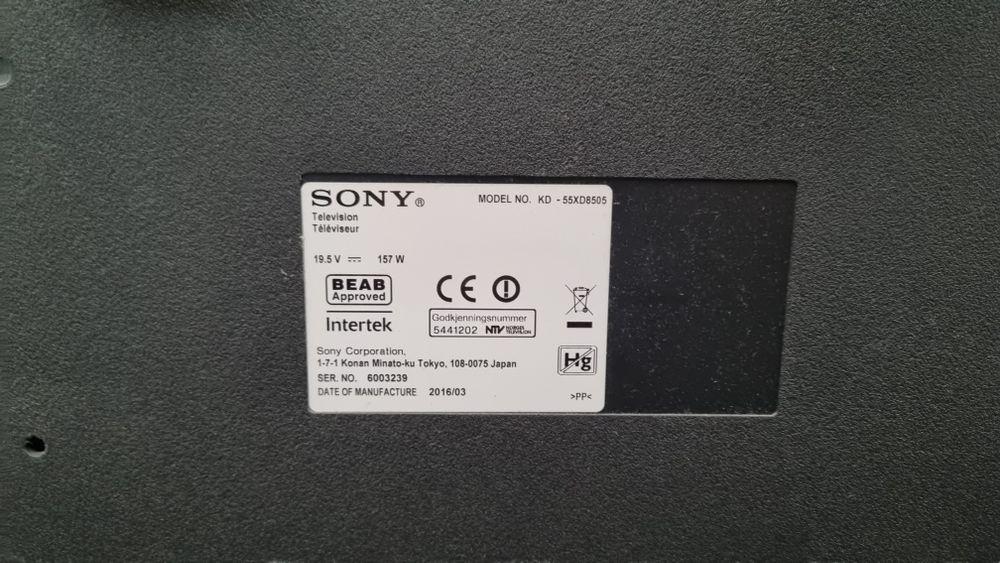 SONY®
MODEL NO. KD - 55XD8505
Television
Téléviseur
19.5 V 157 W
BEAB
Approved
Intertek
CE
Godkjenningsnummer
5441202 NTV NORGES TELEVISJON
Sony Corporation,
1-7-1 Konan Minato-ku Tokyo, 108-0075 Japan
SER. NO. 6003239
DATE OF MANUFACTURE 2016/03
Hg
>PP<